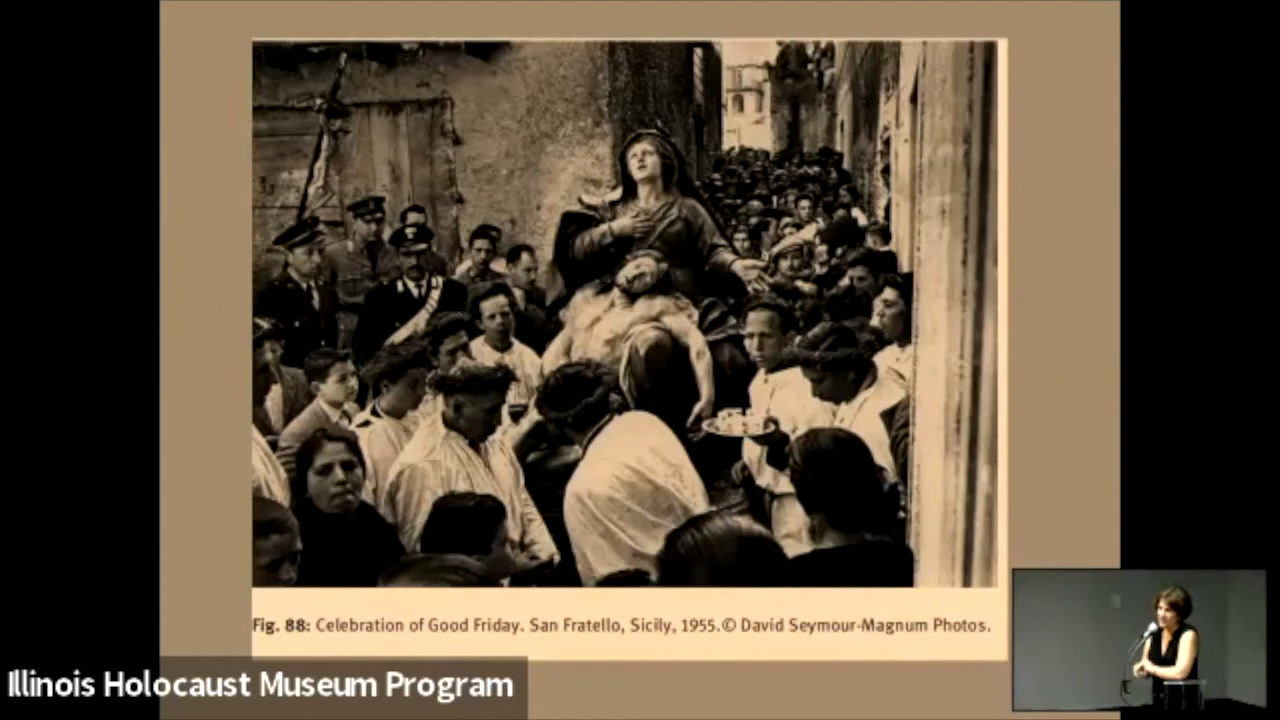 Fig. 88: Celebration of Good Friday. San Fratello, Sicily, 1955.© David Seymour-Magnum Photos.
Illinois Holocaust Museum Program